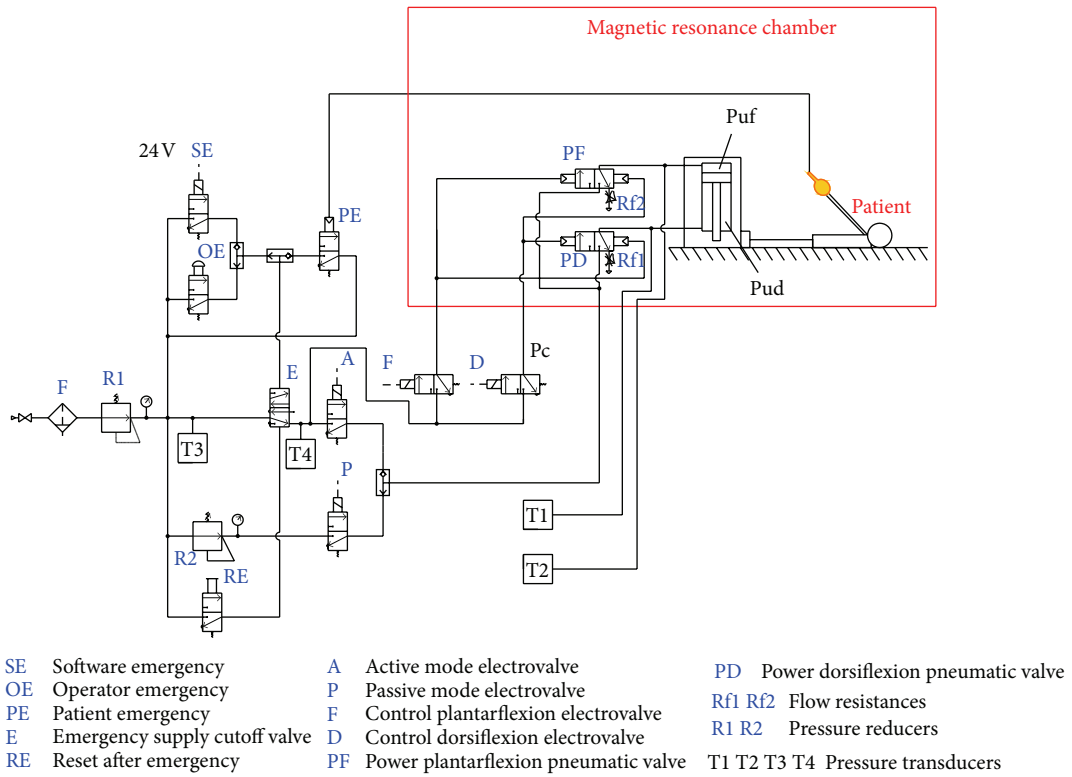 Magnetic resonance chamber
Puf
24 V SE
PF
Rf2
Patient
PE
OE
PD
Rf1
Pud
Pc
A
F
D
E
R1
F
T3
T4
P
T1
R2
T2
RE
SE Software emergency
OE Operator emergency
PE Patient emergency
E Emergency supply cutoff valve
RE Reset after emergency
A Active mode electrovalve
P Passive mode electrovalve
F Control plantarflexion electrovalve
D Control dorsiflexion electrovalve
PF Power plantarflexion pneumatic valve
PD Power dorsiflexion pneumatic valve
Rf1 Rf2 Flow resistances
R1 R2 Pressure reducers
T1 T2 T3 T4 Pressure transducers